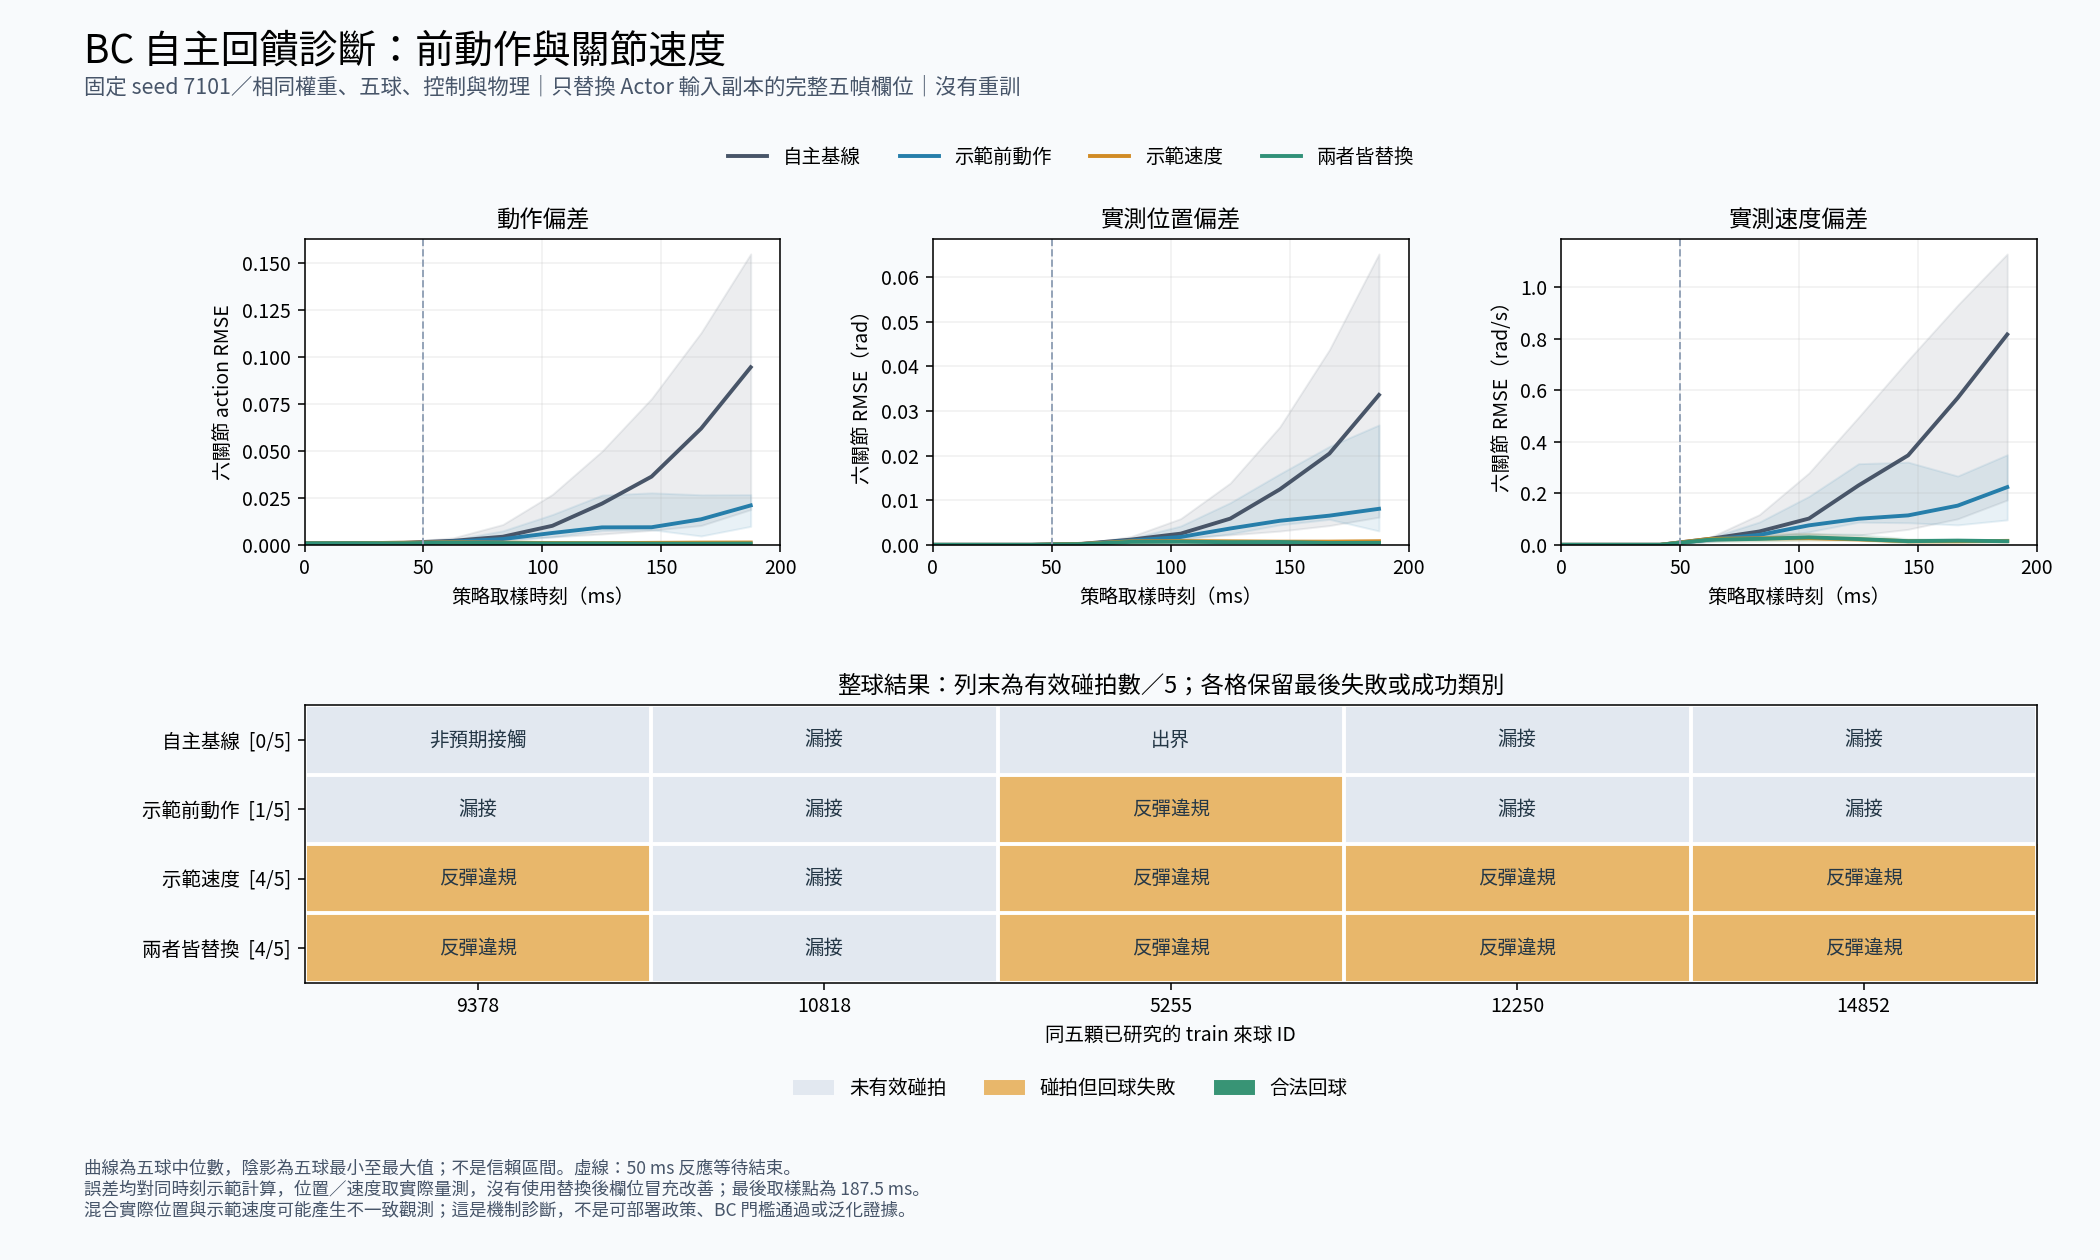 BC 自主回饋診斷：前動作與關節速度
固定 seed 7101／相同權重、五球、控制與物理｜只替換 Actor 輸入副本的完整五幀欄位｜沒有重訓
自主基線 示範前動作 示範速度 兩者皆替換
動作偏差
六關節 action RMSE
0.150
0.125
0.100
0.075
0.050
0.025
0.000
0 50 100 150 200
策略取樣時刻（ms）
實測位置偏差
六關節 RMSE（rad）
0.06
0.05
0.04
0.03
0.02
0.01
0.00
0 50 100 150 200
策略取樣時刻（ms）
實測速度偏差
六關節 RMSE（rad/s）
1.0
0.8
0.6
0.4
0.2
0.0
0 50 100 150 200
策略取樣時刻（ms）
整球結果：列末為有效碰拍數／5；各格保留最後失敗或成功類別
自主基線 [0/5] 非預期接觸 漏接 出界 漏接 漏接
示範前動作 [1/5] 漏接 漏接 反彈違規 漏接 漏接
示範速度 [4/5] 反彈違規 漏接 反彈違規 反彈違規 反彈違規
兩者皆替換 [4/5] 反彈違規 漏接 反彈違規 反彈違規 反彈違規
9378 10818 5255 12250 14852
同五顆已研究的 train 來球 ID
未有效碰拍 碰拍但回球失敗 合法回球
曲線為五球中位數，陰影為五球最小至最大值；不是信賴區間。虛線：50 ms 反應等待結束。
誤差均對同時刻示範計算，位置／速度取實際量測，沒有使用替換後欄位冒充改善；最後取樣點為 187.5 ms。
混合實際位置與示範速度可能產生不一致觀測；這是機制診斷，不是可部署政策、BC 門檻通過或泛化證據。